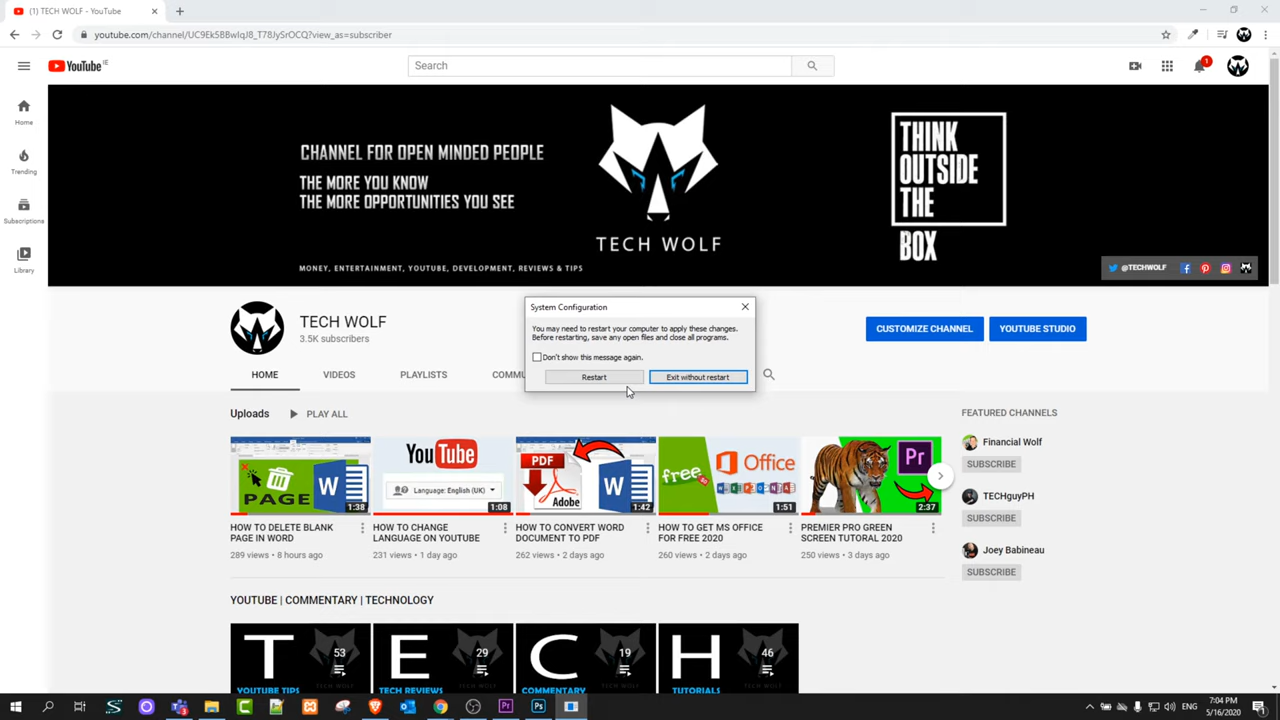 (1) TECH WOLF - YouTube
youtube.com/channel/UC9Ek5BBwIqJ8_T78JySrOCQ?view_as=subscriber
YouTube IE
Search
1
Home
Trending
Subscriptions
Library
CHANNEL FOR OPEN MINDED PEOPLE
THE MORE YOU KNOW
THE MORE OPPORTUNITIES YOU SEE
TECH WOLF
MONEY, ENTERTAINMENT, YOUTUBE, DEVELOPMENT, REVIEWS & TIPS
THINK
OUTSIDE
THE
BOX
@TECHWOLF
TECH WOLF
3.5K subscribers
CUSTOMIZE CHANNEL
YOUTUBE STUDIO
System Configuration
You may need to restart your computer to apply these changes.
Before restarting, save any open files and close all programs.
Don't show this message again.
Restart
Exit without restart
HOME
VIDEOS
PLAYLISTS
COMMU
Uploads
PLAY ALL
PAGE
W
1:38
YouTube
Language: English (UK)
1:08
PDF
Adobe
W
1:42
free
Office
1:51
Pr
2:37
HOW TO DELETE BLANK
PAGE IN WORD
289 views • 8 hours ago
HOW TO CHANGE
LANGUAGE ON YOUTUBE
231 views • 1 day ago
HOW TO CONVERT WORD
DOCUMENT TO PDF
262 views • 2 days ago
HOW TO GET MS OFFICE
FOR FREE 2020
260 views • 2 days ago
PREMIER PRO GREEN
SCREEN TUTORAL 2020
250 views • 3 days ago
FEATURED CHANNELS
Financial Wolf
SUBSCRIBE
TECHguyPH
SUBSCRIBE
Joey Babineau
SUBSCRIBE
YOUTUBE | COMMENTARY | TECHNOLOGY
T
53
YOUTUBE TIPS
E
29
TECH REVIEWS
C
19
COMMENTARY
H
46
TUTORIALS
7:04 PM
5/16/2020